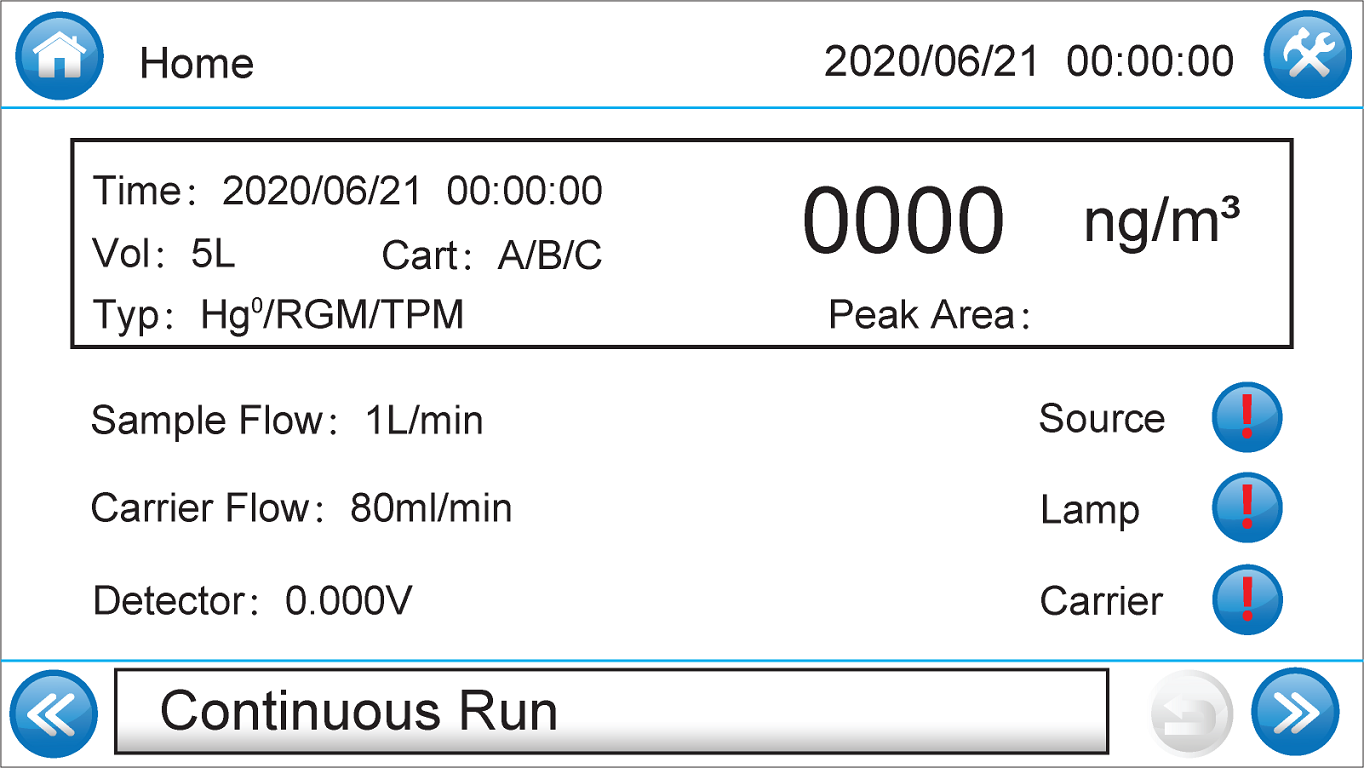 Home 2020/06/21 00:00:00
Time: 2020/06/21 00:00:00
0000 ng/m³
Vol: 5L Cart: A/B/C
Typ: Hg⁰/RGM/TPM Peak Area:
Sample Flow: 1L/min Source !
Carrier Flow: 80ml/min Lamp !
Detector: 0.000V Carrier !
Continuous Run